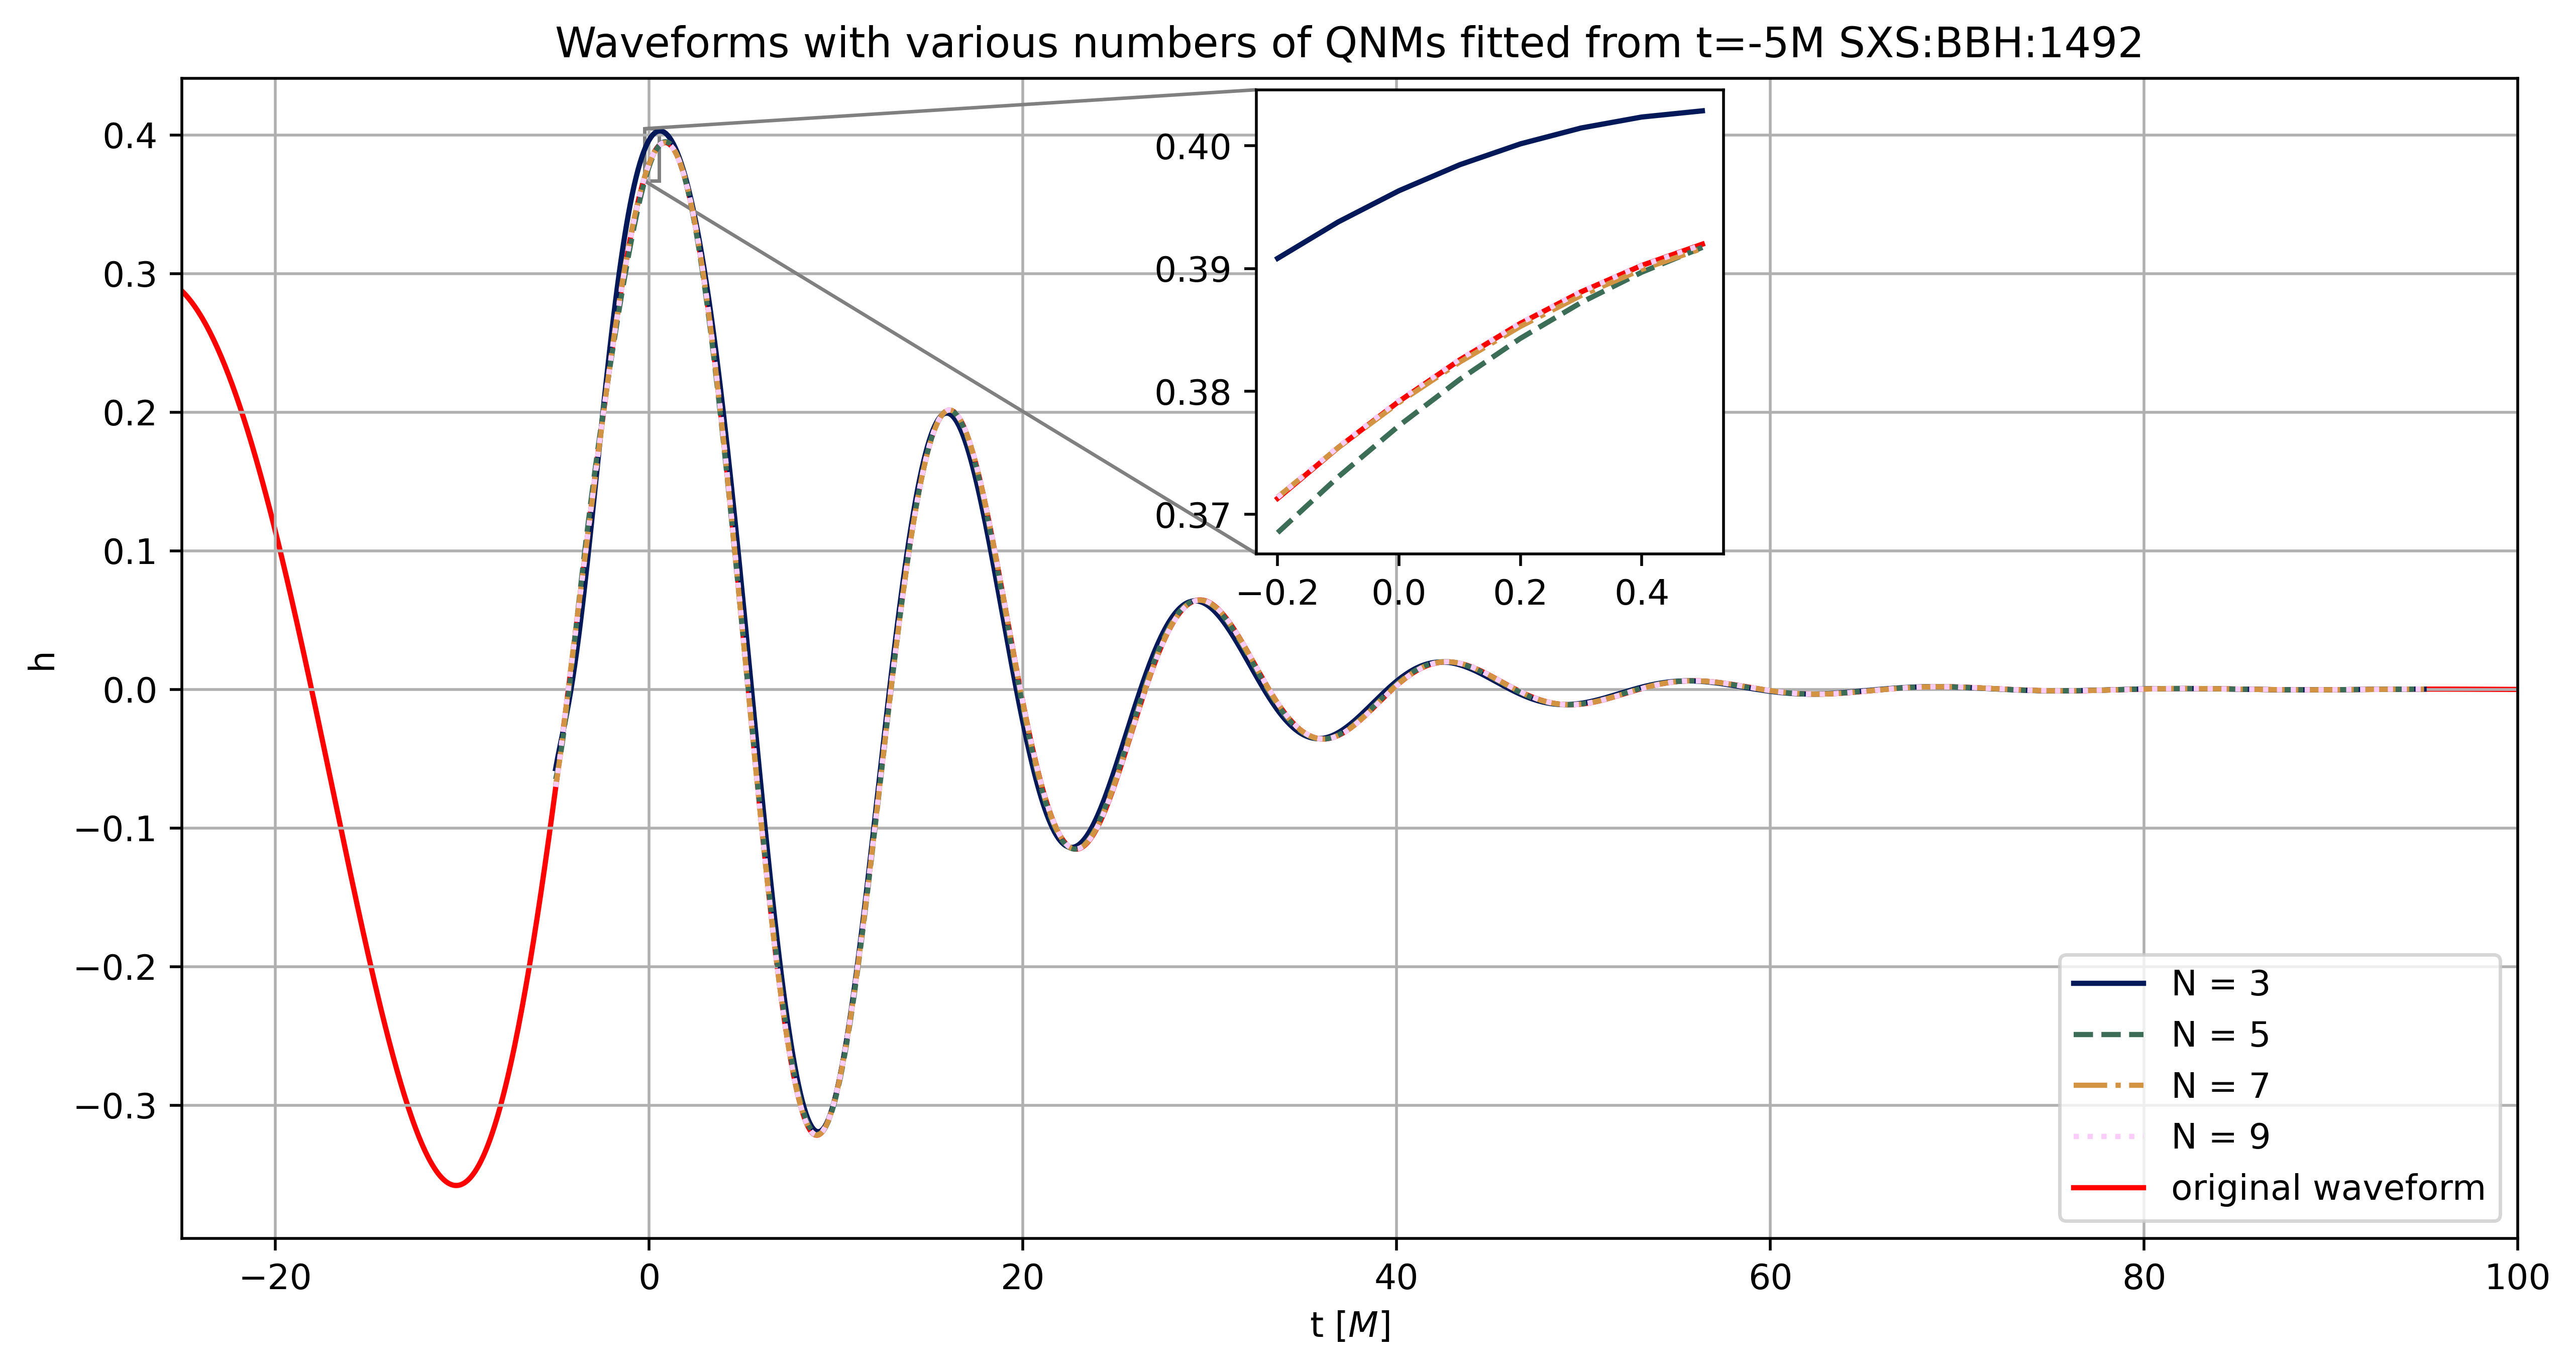 Waveforms with various numbers of QNMs fitted from t=-5M SXS:BBH:1492
0.4
0.3
0.2
0.1
0.0
−0.1
−0.2
−0.3
h
0.40
0.39
0.38
0.37
−0.2 0.0 0.2 0.4
N = 3
N = 5
N = 7
N = 9
original waveform
−20 0 20 40 60 80 100
t [M]